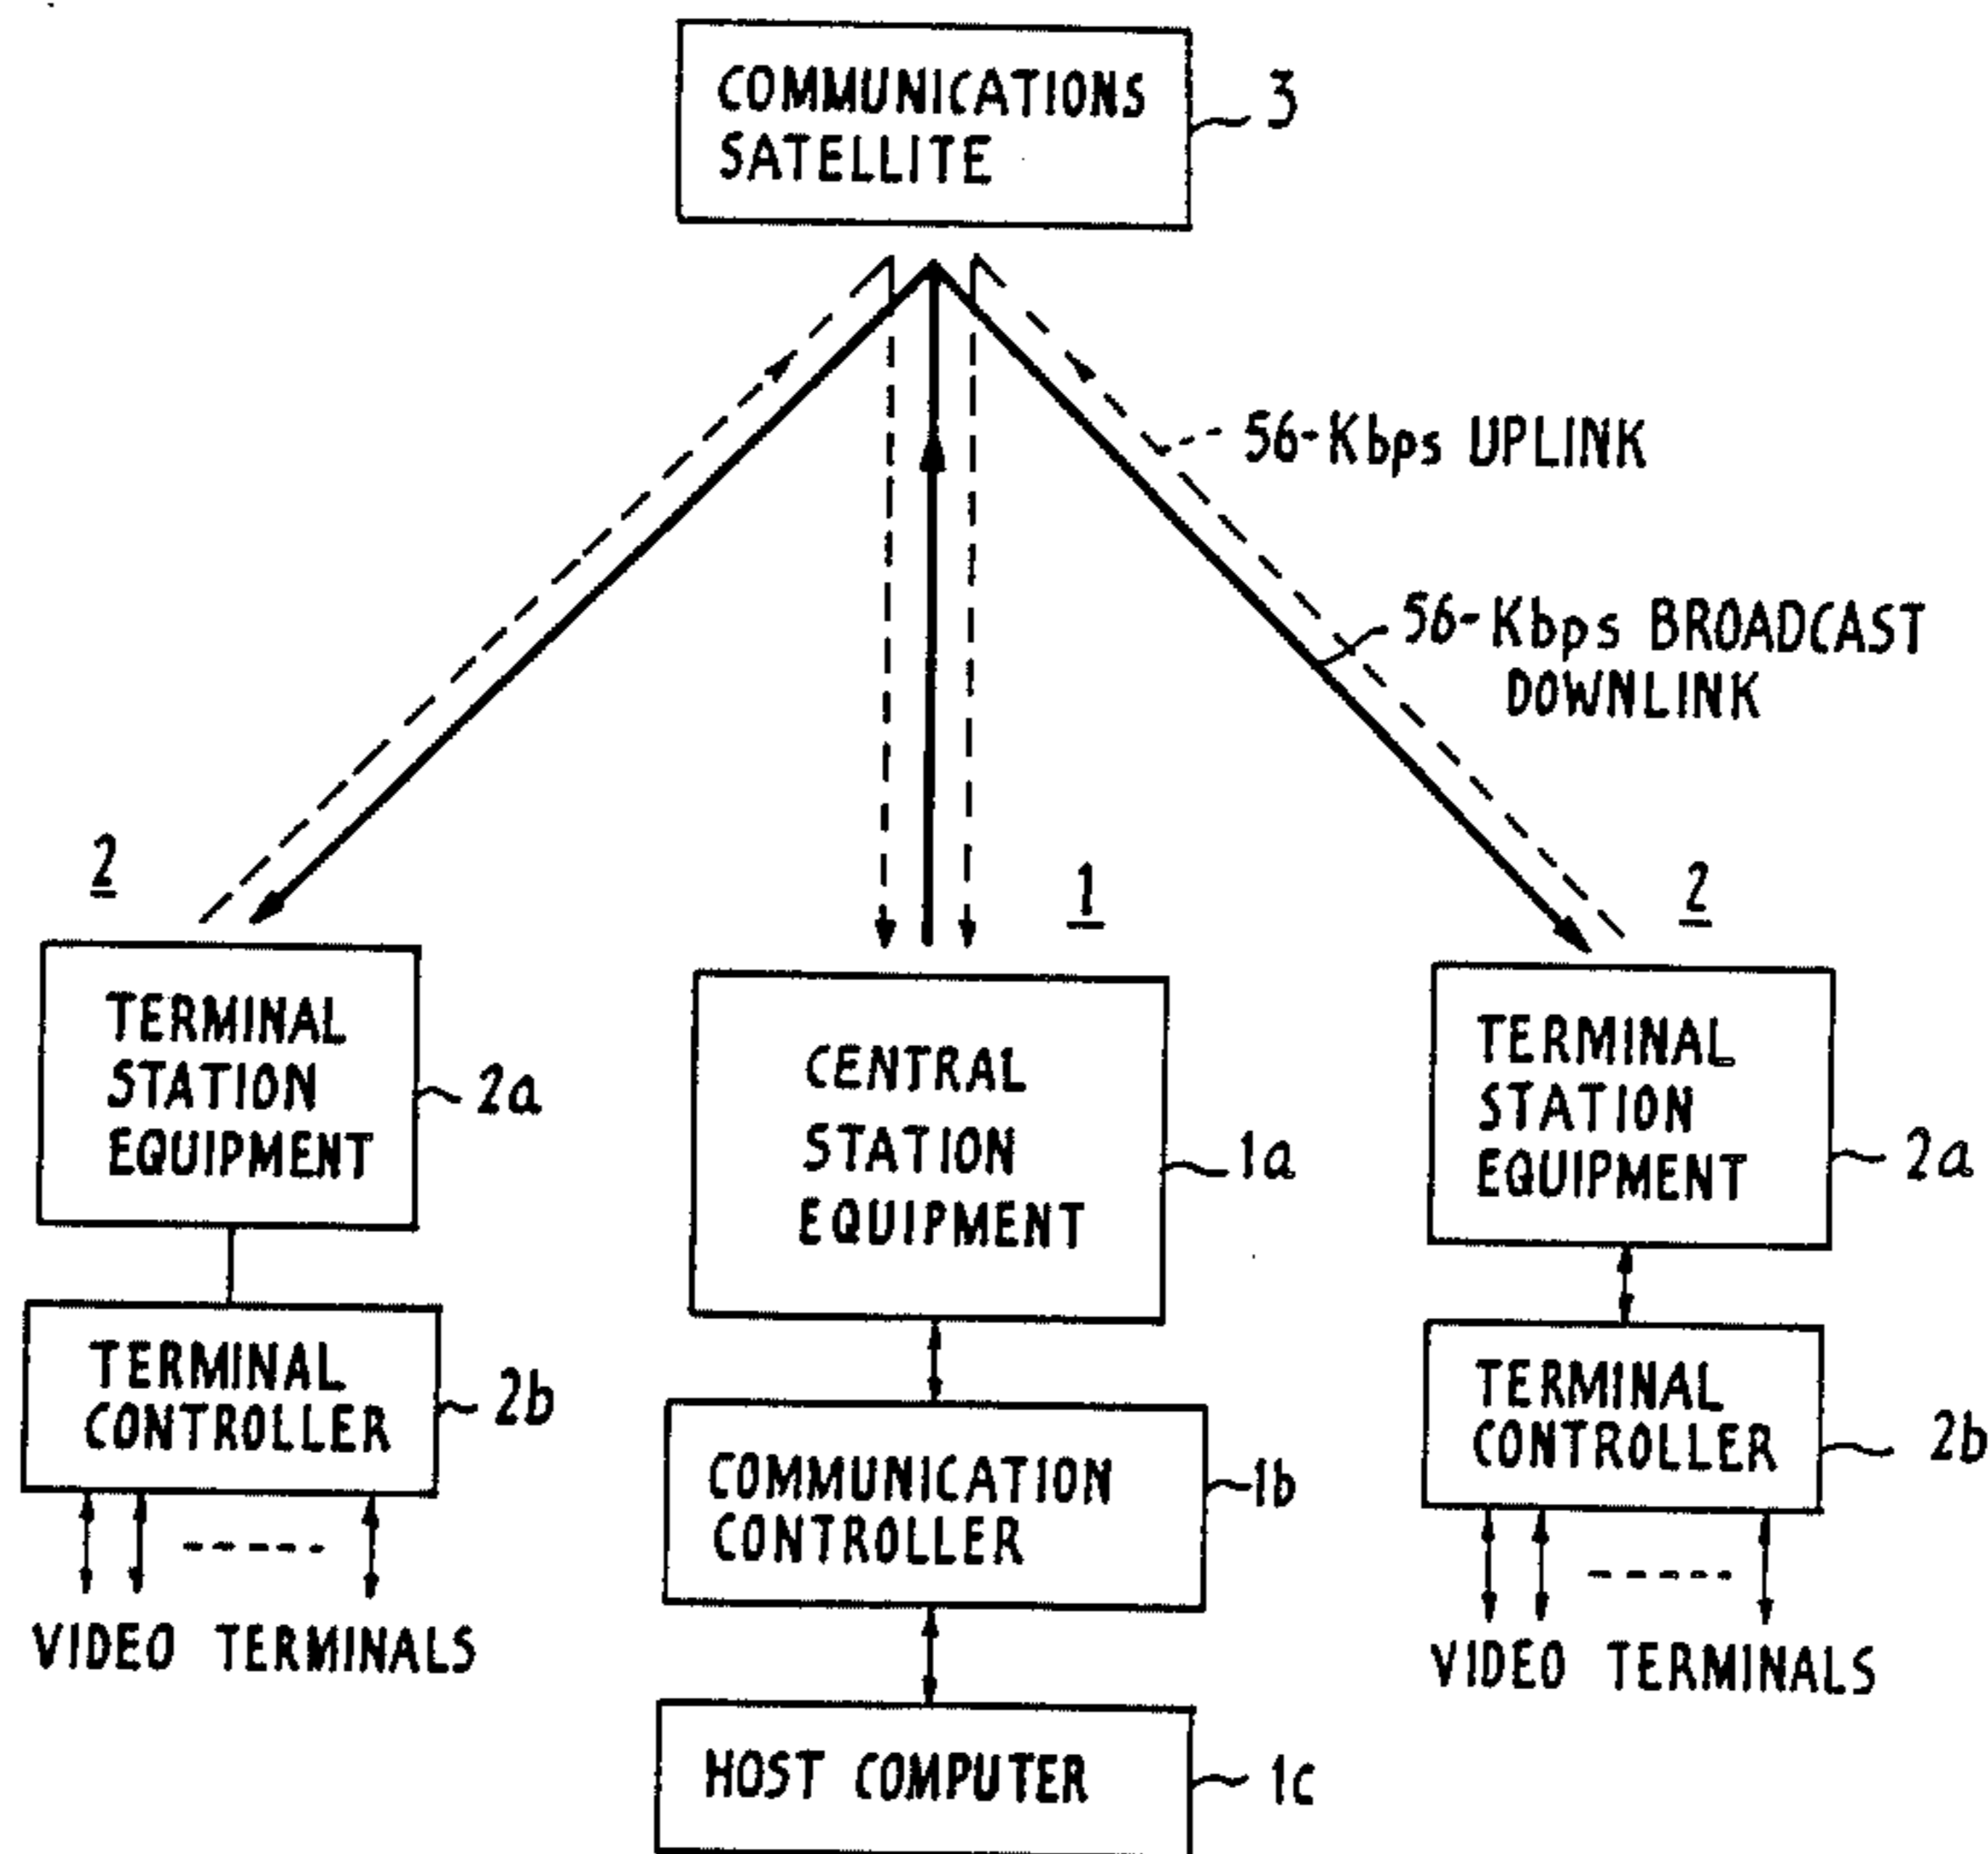 COMMUNICATIONS
SATELLITE
3
56-Kbps UPLINK
56-Kbps BROADCAST
DOWNLINK
2
1
2
TERMINAL
STATION
EQUIPMENT
2a
CENTRAL
STATION
EQUIPMENT
1a
TERMINAL
STATION
EQUIPMENT
2a
TERMINAL
CONTROLLER
2b
COMMUNICATION
CONTROLLER
1b
TERMINAL
CONTROLLER
2b
VIDEO TERMINALS
VIDEO TERMINALS
HOST COMPUTER
1c